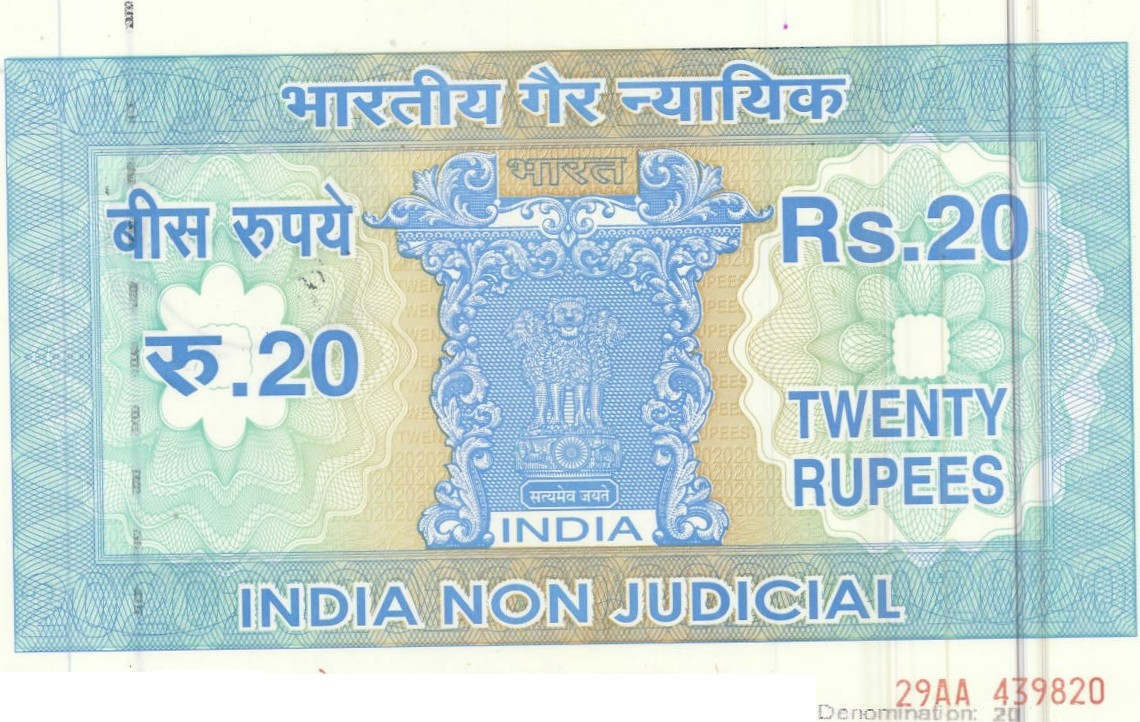 भारतीय गैर न्यायिक
भारत
बीस रुपये
Rs.20
रु.20
TWENTY
RUPEES
सत्यमेव जयते
INDIA
INDIA NON JUDICIAL
29AA 439820
Denomination: 20